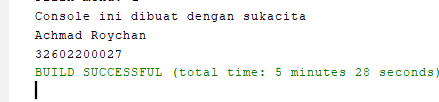 Console ini dibuat dengan sukacita
Achmad Roychan
32602200027
BUILD SUCCESSFUL (total time: 5 minutes 28 seconds)